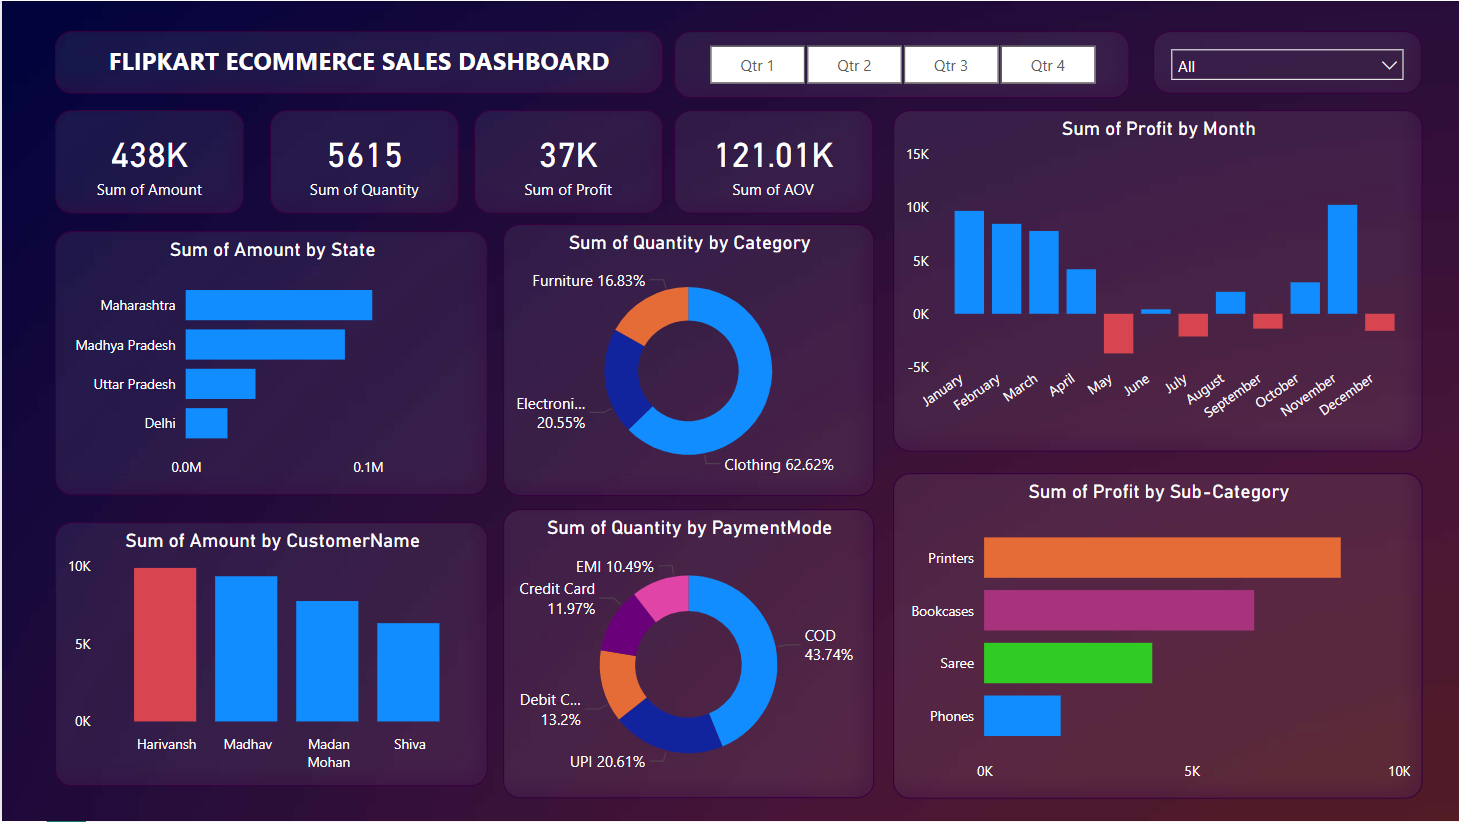 FLIPKART ECOMMERCE SALES DASHBOARD
Qtr 1
Qtr 2
Qtr 3
Qtr 4
All
438K
Sum of Amount
5615
Sum of Quantity
37K
Sum of Profit
121.01K
Sum of AOV
Sum of Amount by State
Maharashtra
Madhya Pradesh
Uttar Pradesh
Delhi
0.0M
0.1M
Sum of Quantity by Category
Furniture 16.83%
Electroni...
20.55%
Clothing 62.62%
Sum of Profit by Month
15K
10K
5K
0K
-5K
January
February
March
April
May
June
July
August
September
October
November
December
Sum of Amount by CustomerName
10K
5K
0K
Harivansh
Madhav
Madan
Mohan
Shiva
Sum of Quantity by PaymentMode
EMI 10.49%
Credit Card
11.97%
COD
43.74%
Debit C...
13.2%
UPI 20.61%
Sum of Profit by Sub-Category
Printers
Bookcases
Saree
Phones
0K
5K
10K